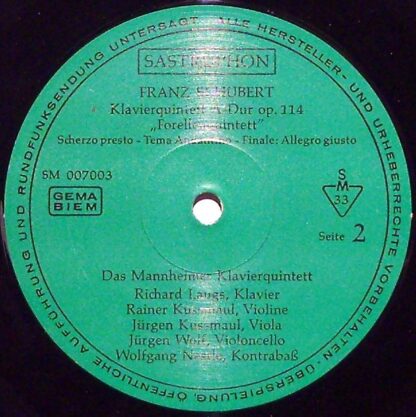 ALLE HERSTELLER- UND URHEBERRECHTE VORBEHALTEN - ÜBERSPIELUNG, ÖFFENTLICHE AUFFÜHRUNG UND RUNDFUNKSENDUNG UNTERSAGT -
SASTRUPHON
FRANZ SCHUBERT
Klavierquintett A-Dur op. 114
„Forellenquintett"
Scherzo presto - Tema Andantino - Finale: Allegro giusto
SM 007003
GEMA
BIEM
S
M
33
Seite 2
Das Mannheimer Klavierquintett
Richard Laugs, Klavier
Rainer Kussmaul, Violine
Jürgen Kussmaul, Viola
Jürgen Wolf, Violoncello
Wolfgang Kontrabaß